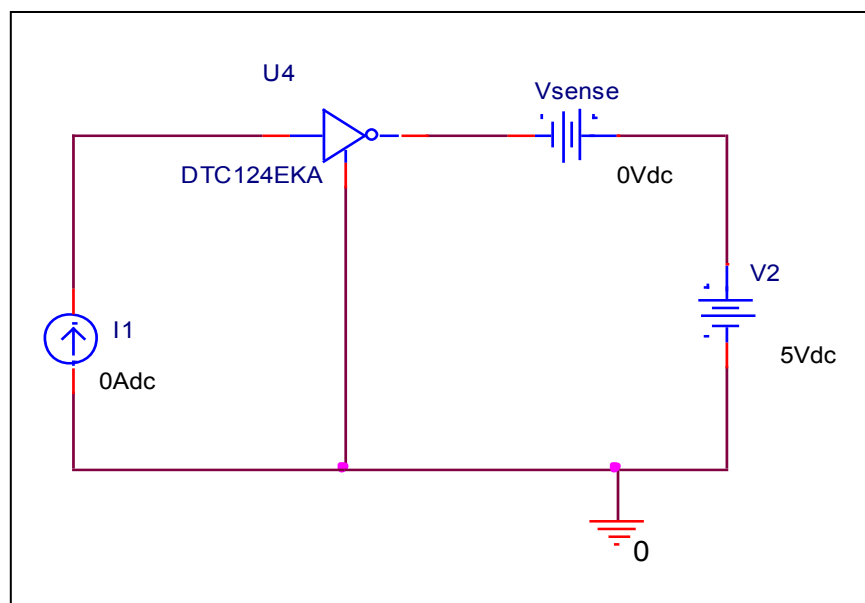 U4
Vsense
DTC124EKA
0Vdc
V2
I1
5Vdc
0Adc
0